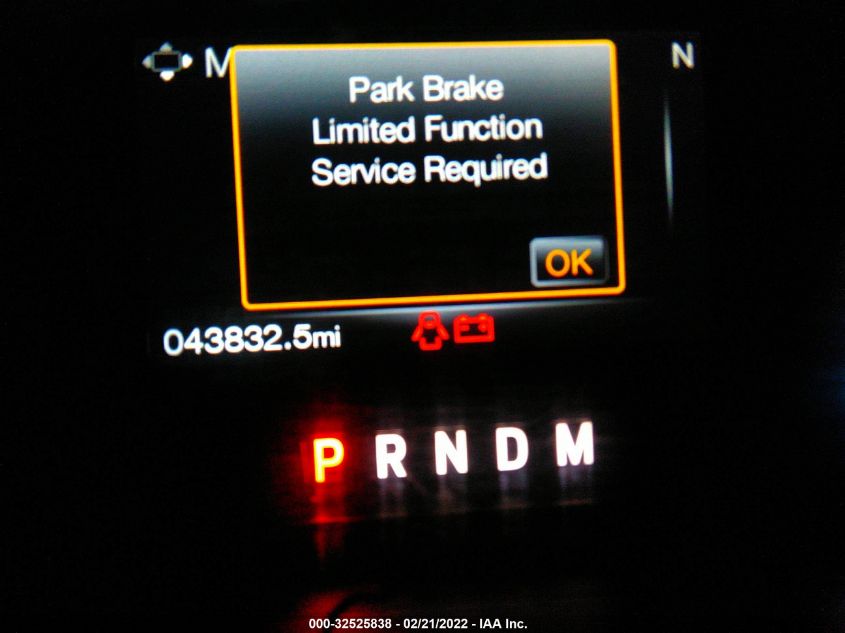 M
N
Park Brake
Limited Function
Service Required
OK
043832.5mi
P R N D M
000-32525838 - 02/21/2022 - IAA Inc.